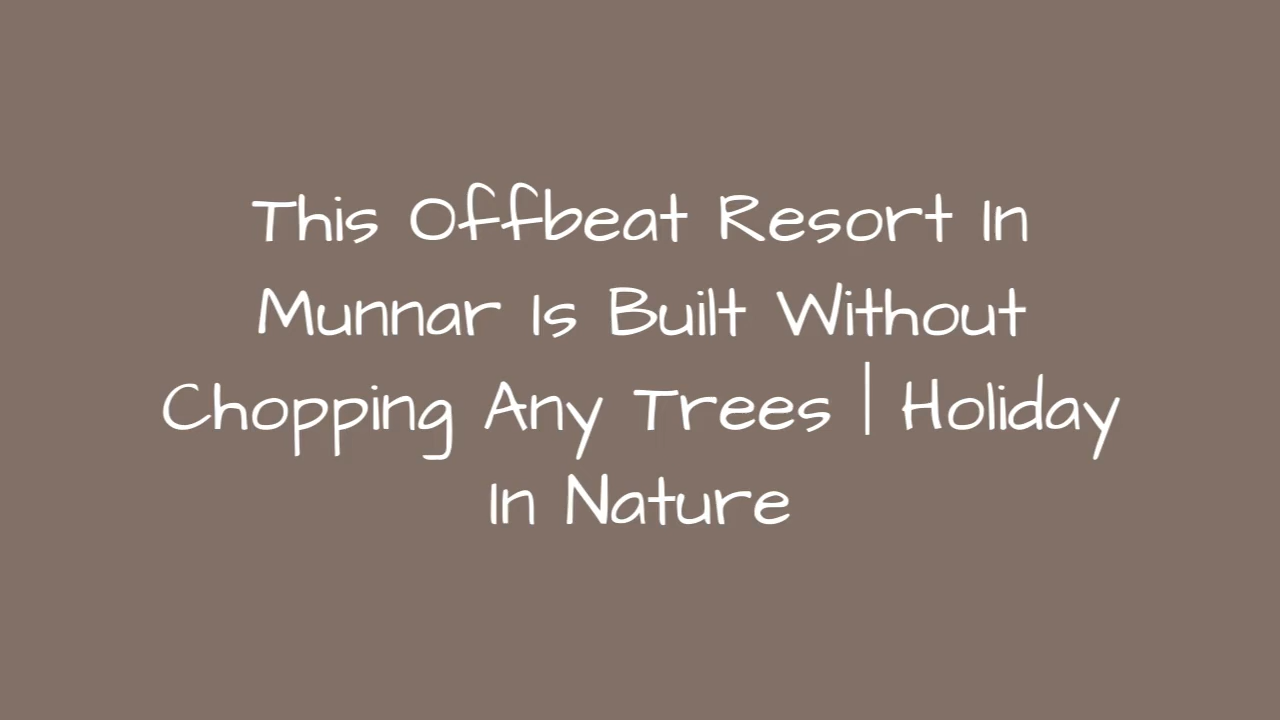 This Offbeat Resort In
Munnar Is Built Without
Chopping Any Trees | Holiday
In Nature